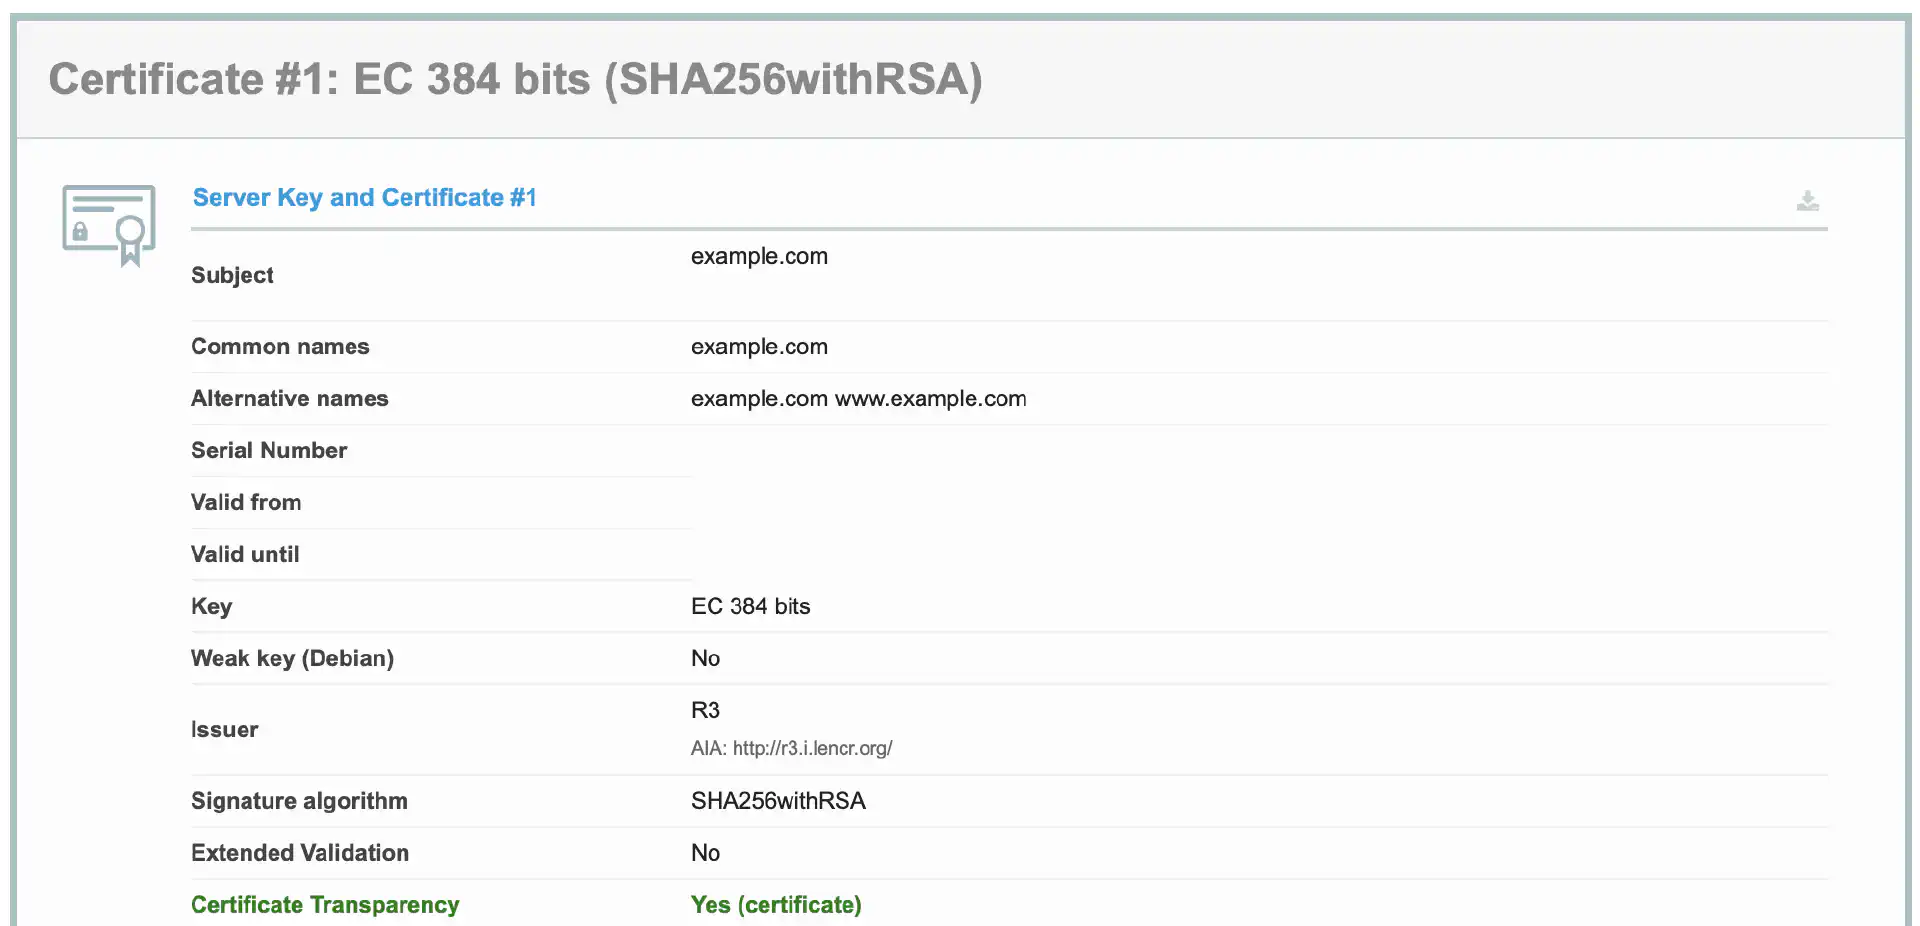 Certificate #1: EC 384 bits (SHA256withRSA)
Server Key and Certificate #1
Subject example.com
Common names example.com
Alternative names example.com www.example.com
Serial Number
Valid from
Valid until
Key EC 384 bits
Weak key (Debian) No
Issuer R3
AIA: http://r3.i.lencr.org/
Signature algorithm SHA256withRSA
Extended Validation No
Certificate Transparency Yes (certificate)